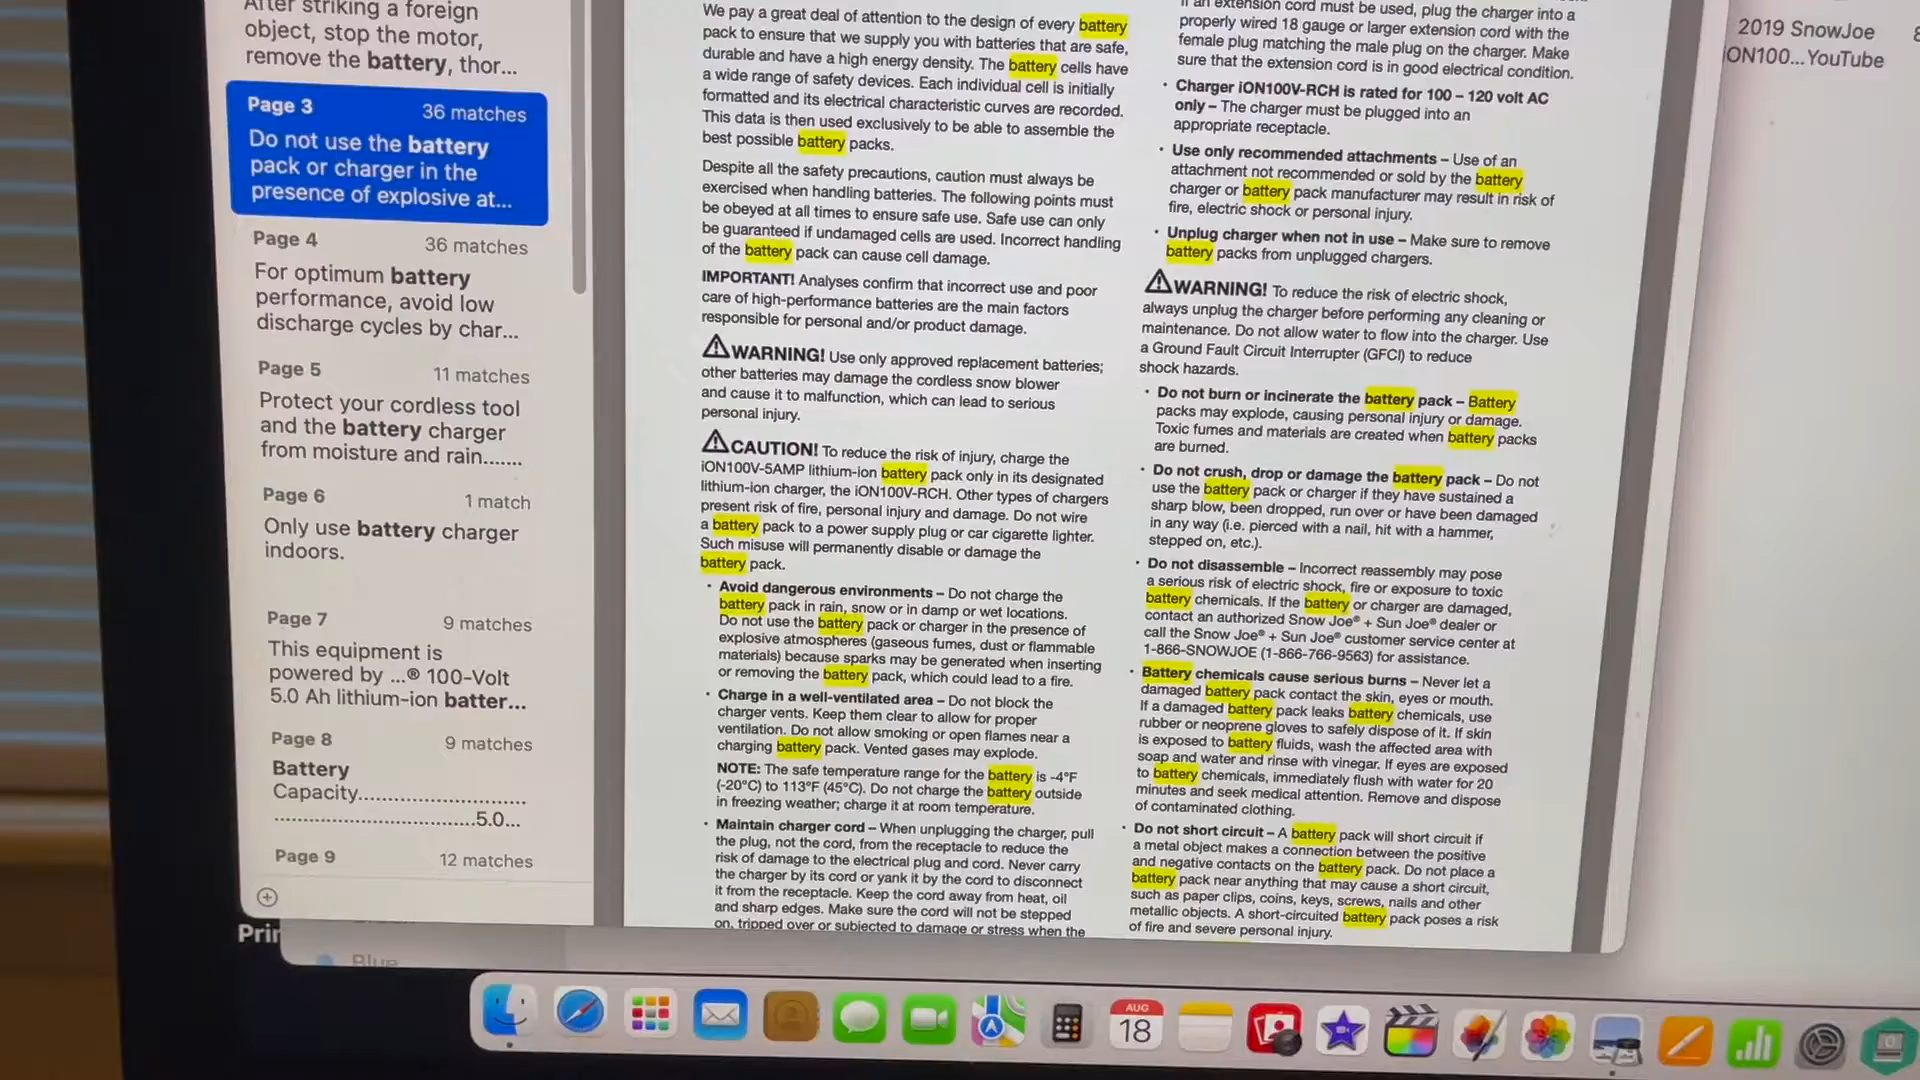 After striking a foreign
object, stop the motor,
remove the battery, thor...
Page 3
36 matches
Do not use the battery
pack or charger in the
presence of explosive at...
Page 4
36 matches
For optimum battery
performance, avoid low
discharge cycles by char...
Page 5
11 matches
Protect your cordless tool
and the battery charger
from moisture and rain.......
Page 6
1 match
Only use battery charger
indoors.
Page 7
9 matches
This equipment is
powered by ...® 100-Volt
5.0 Ah lithium-ion batter...
Page 8
9 matches
Battery
Capacity..............................
....................................5.0...
Page 9
12 matches
We pay a great deal of attention to the design of every battery
pack to ensure that we supply you with batteries that are safe,
durable and have a high energy density. The battery cells have
a wide range of safety devices. Each individual cell is initially
formatted and its electrical characteristic curves are recorded.
This data is then used exclusively to be able to assemble the
best possible battery packs.
Despite all the safety precautions, caution must always be
exercised when handling batteries. The following points must
be obeyed at all times to ensure safe use. Safe use can only
be guaranteed if undamaged cells are used. Incorrect handling
of the battery pack can cause cell damage.
IMPORTANT! Analyses confirm that incorrect use and poor
care of high-performance batteries are the main factors
responsible for personal and/or product damage.
WARNING! Use only approved replacement batteries;
other batteries may damage the cordless snow blower
and cause it to malfunction, which can lead to serious
personal injury.
CAUTION! To reduce the risk of injury, charge the
iON100V-5AMP lithium-ion battery pack only in its designated
lithium-ion charger, the iON100V-RCH. Other types of chargers
present risk of fire, personal injury and damage. Do not wire
a battery pack to a power supply plug or car cigarette lighter.
Such misuse will permanently disable or damage the
battery pack.
• Avoid dangerous environments – Do not charge the
battery pack in rain, snow or in damp or wet locations.
Do not use the battery pack or charger in the presence of
explosive atmospheres (gaseous fumes, dust or flammable
materials) because sparks may be generated when inserting
or removing the battery pack, which could lead to a fire.
• Charge in a well-ventilated area – Do not block the
charger vents. Keep them clear to allow for proper
ventilation. Do not allow smoking or open flames near a
charging battery pack. Vented gases may explode.
NOTE: The safe temperature range for the battery is -4°F
(-20°C) to 113°F (45°C). Do not charge the battery outside
in freezing weather; charge it at room temperature.
• Maintain charger cord – When unplugging the charger, pull
the plug, not the cord, from the receptacle to reduce the
risk of damage to the electrical plug and cord. Never carry
the charger by its cord or yank it by the cord to disconnect
it from the receptacle. Keep the cord away from heat, oil
and sharp edges. Make sure the cord will not be stepped
on, tripped over or subjected to damage or stress when the
If an extension cord must be used, plug the charger into a
properly wired 18 gauge or larger extension cord with the
female plug matching the male plug on the charger. Make
sure that the extension cord is in good electrical condition.
• Charger iON100V-RCH is rated for 100 – 120 volt AC
only – The charger must be plugged into an
appropriate receptacle.
• Use only recommended attachments – Use of an
attachment not recommended or sold by the battery
charger or battery pack manufacturer may result in risk of
fire, electric shock or personal injury.
• Unplug charger when not in use – Make sure to remove
battery packs from unplugged chargers.
WARNING! To reduce the risk of electric shock,
always unplug the charger before performing any cleaning or
maintenance. Do not allow water to flow into the charger. Use
a Ground Fault Circuit Interrupter (GFCI) to reduce
shock hazards.
• Do not burn or incinerate the battery pack – Battery
packs may explode, causing personal injury or damage.
Toxic fumes and materials are created when battery packs
are burned.
• Do not crush, drop or damage the battery pack – Do not
use the battery pack or charger if they have sustained a
sharp blow, been dropped, run over or have been damaged
in any way (i.e. pierced with a nail, hit with a hammer,
stepped on, etc.).
• Do not disassemble – Incorrect reassembly may pose
a serious risk of electric shock, fire or exposure to toxic
battery chemicals. If the battery or charger are damaged,
contact an authorized Snow Joe® + Sun Joe® dealer or
call the Snow Joe® + Sun Joe® customer service center at
1-866-SNOWJOE (1-866-766-9563) for assistance.
• Battery chemicals cause serious burns – Never let a
damaged battery pack contact the skin, eyes or mouth.
If a damaged battery pack leaks battery chemicals, use
rubber or neoprene gloves to safely dispose of it. If skin
is exposed to battery fluids, wash the affected area with
soap and water and rinse with vinegar. If eyes are exposed
to battery chemicals, immediately flush with water for 20
minutes and seek medical attention. Remove and dispose
of contaminated clothing.
• Do not short circuit – A battery pack will short circuit if
a metal object makes a connection between the positive
and negative contacts on the battery pack. Do not place a
battery pack near anything that may cause a short circuit,
such as paper clips, coins, keys, screws, nails and other
metallic objects. A short-circuited battery pack poses a risk
of fire and severe personal injury.
2019 SnowJoe
iON100...YouTube
Prin
Blue
AUG
18